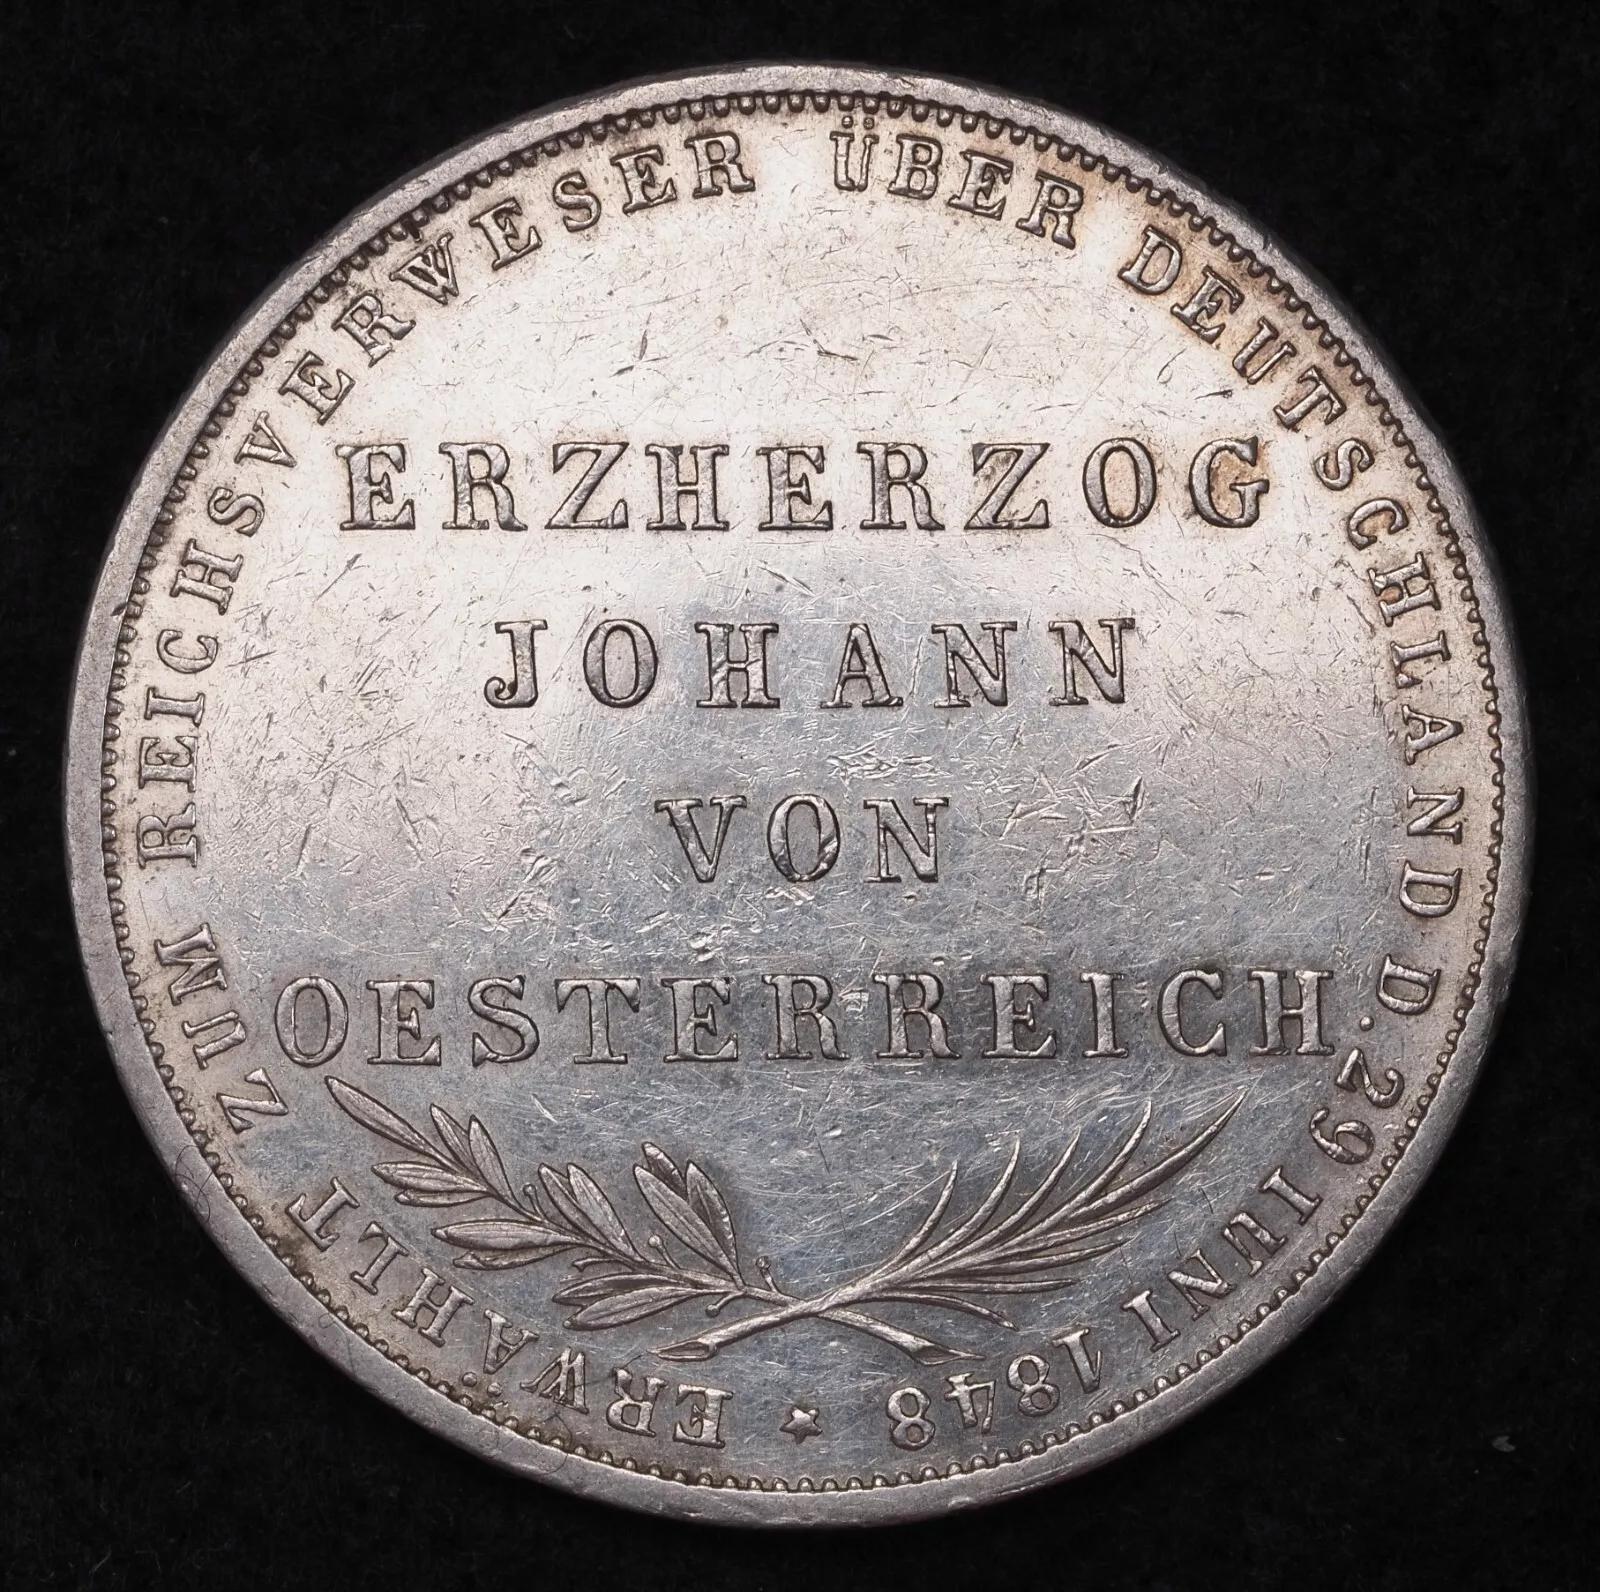 ERWÄHLT ZUM REICHSVERWESER ÜBER DEUTSCHLAND D. 29 IUNI 1848
ERZHERZOG
JOHANN
VON
OESTERREICH